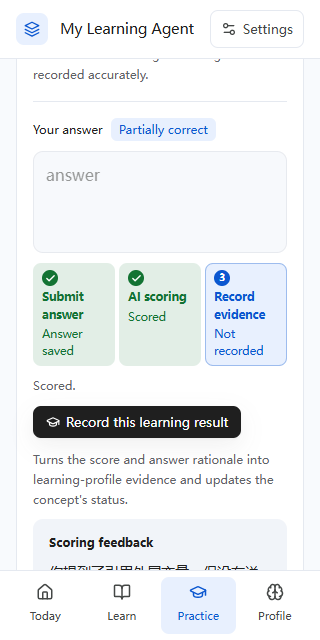 My Learning Agent
Settings
recorded accurately.
Your answer
Partially correct
answer
Submit answer
Answer saved
AI scoring
Scored
3
Record evidence
Not recorded
Scored.
Record this learning result
Turns the score and answer rationale into
learning-profile evidence and updates the
concept's status.
Scoring feedback
Today
Learn
Practice
Profile